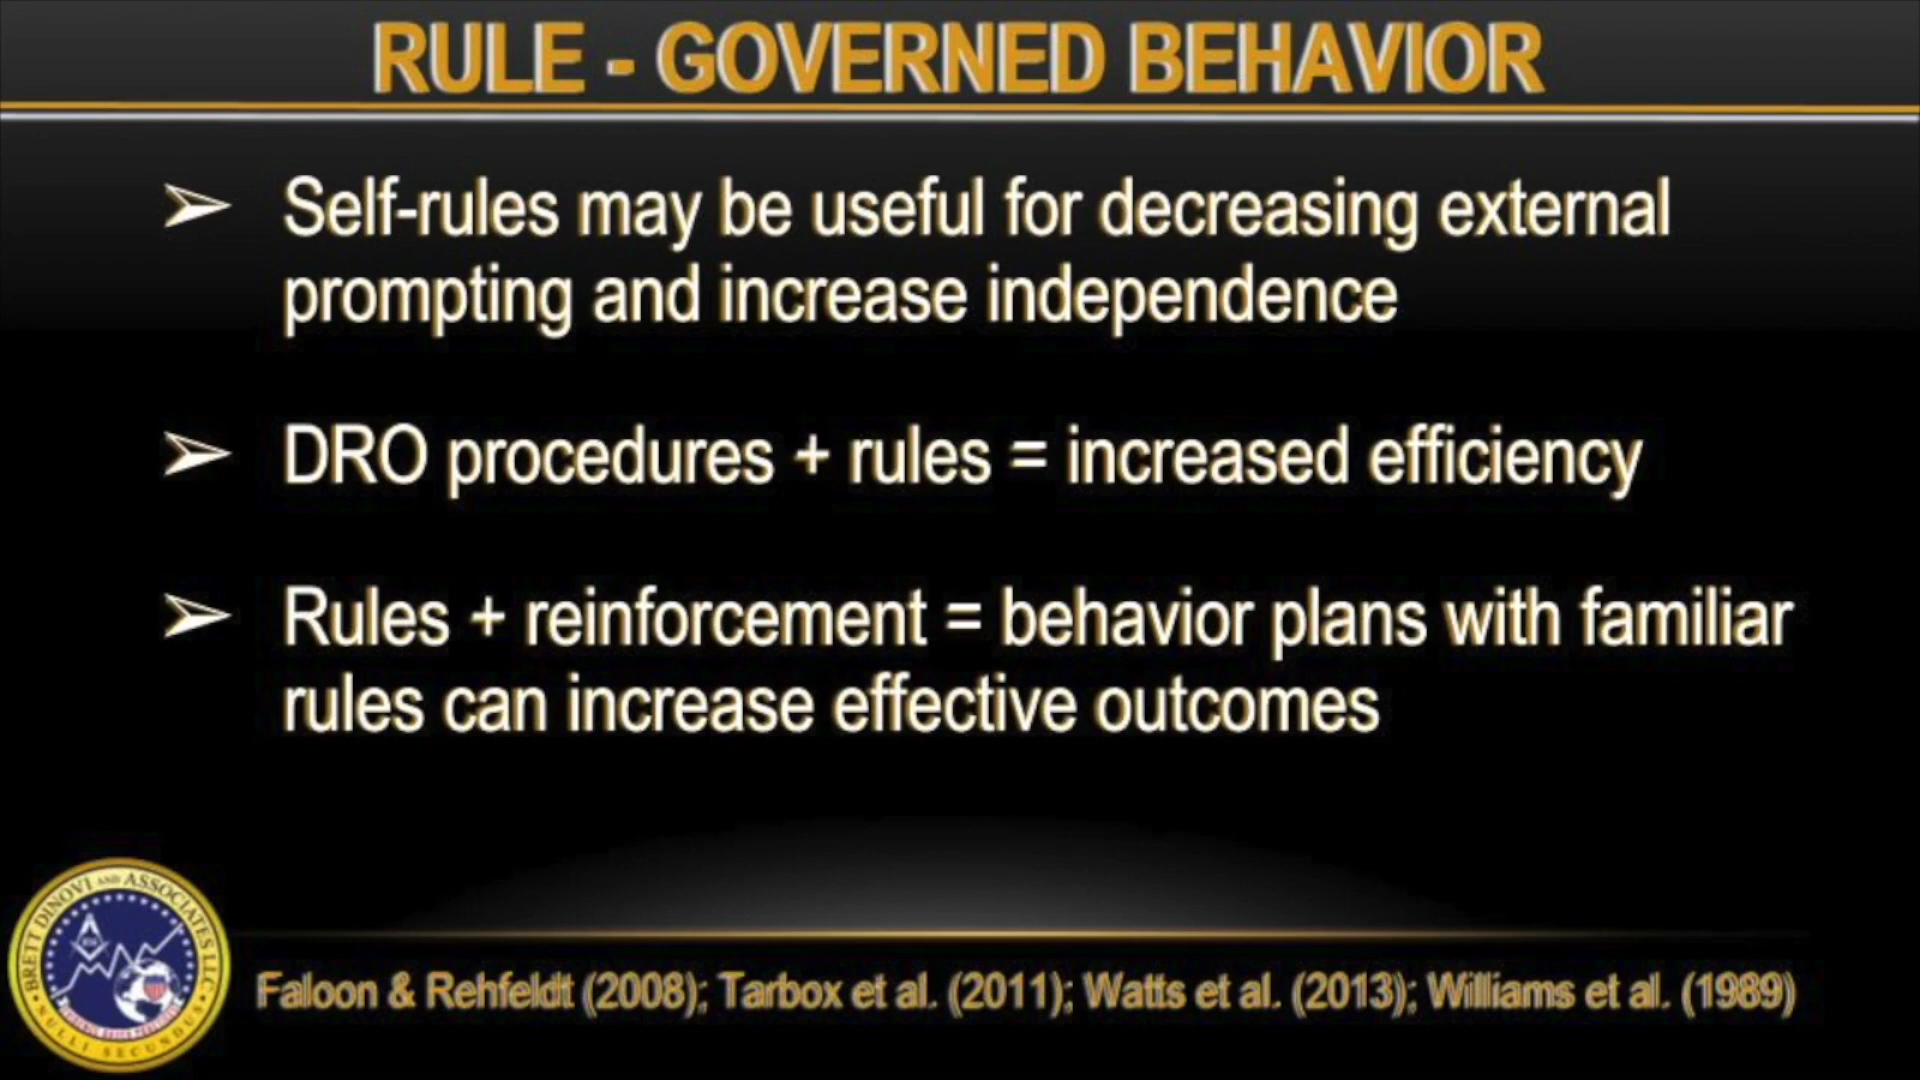 RULE - GOVERNED BEHAVIOR
➢ Self-rules may be useful for decreasing external
prompting and increase independence
➢ DRO procedures + rules = increased efficiency
➢ Rules + reinforcement = behavior plans with familiar
rules can increase effective outcomes
BRETT DINOVI AND ASSOCIATES LLC
NULLI SECUNDUS
Faloon & Rehfeldt (2008); Tarbox et al. (2011); Watts et al. (2013); Williams et al. (1989)